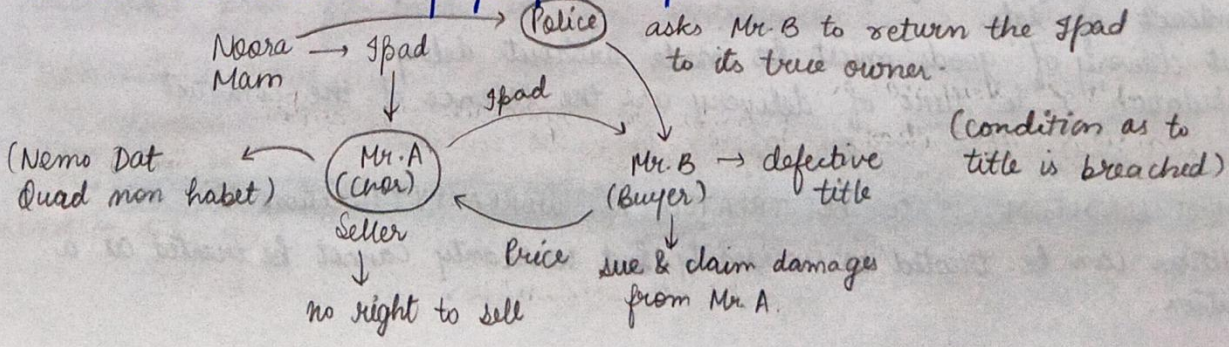 Noora → Ipad
Mam
Police
asks Mr. B to return the Ipad
to its true owner.
Ipad
(Nemo Dat
Quad non habet)
Mr. A
(Chor)
Seller
↓
no right to sell
Price
Mr. B → defective
title
(Buyer)
↓
sue & claim damages
from Mr. A.
(condition as to
title is breached)